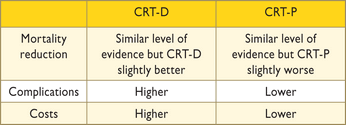 CRT-D CRT-P
Mortality reduction Similar level of evidence but CRT-D slightly better Similar level of evidence but CRT-P slightly worse
Complications Higher Lower
Costs Higher Lower